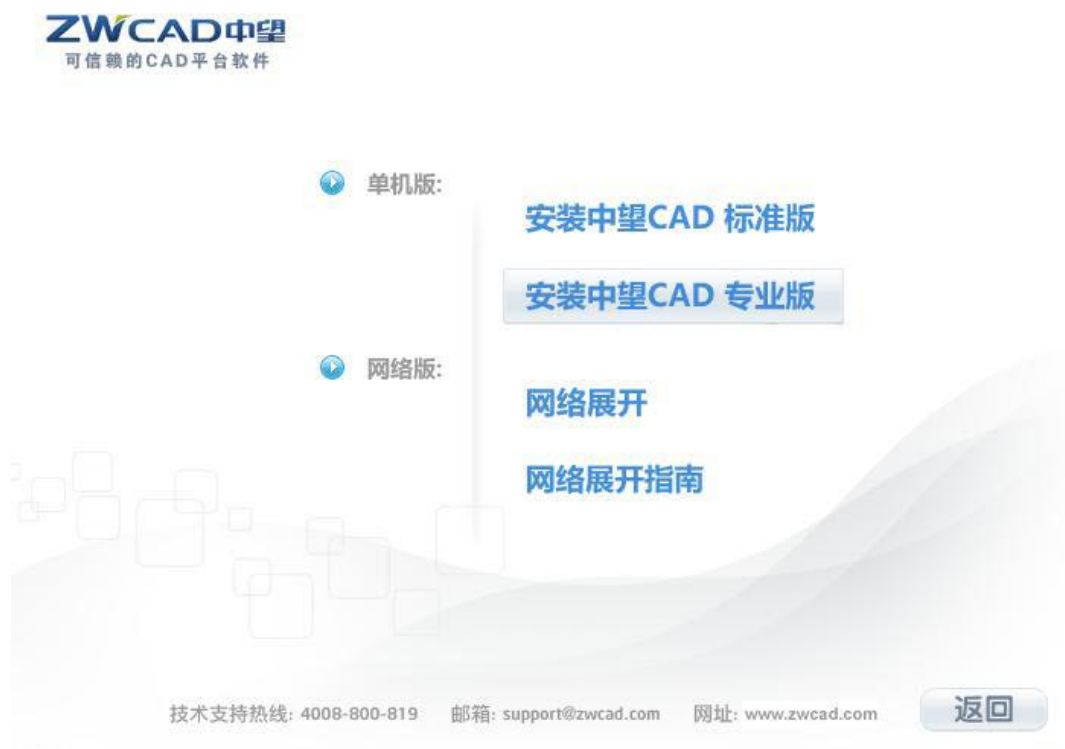 ZWCAD中望
可信赖的CAD平台软件
单机版:
安装中望CAD 标准版
安装中望CAD 专业版
网络版:
网络展开
网络展开指南
技术支持热线: 4008-800-819 邮箱: support@zwcad.com 网址: www.zwcad.com 返回